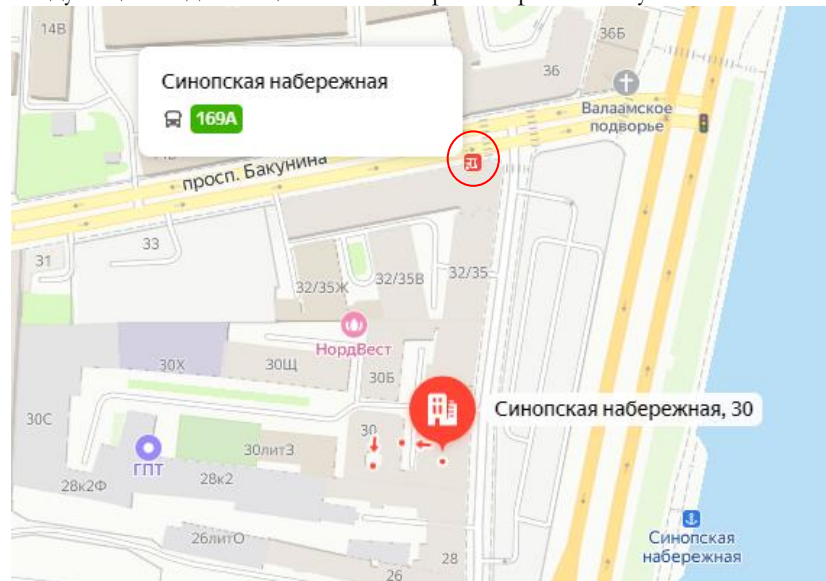 14В
36Б
36
Синопская набережная
169А
Валаамское
подворье
просп. Бакунина
33
31
32/35Ж
32/35В
32/35
НордВест
30Х
30Щ
30Б
Синопская набережная, 30
30С
30
30литЗ
ГПТ
28к2Ф
28к2
26литО
28
26
Синопская
набережная